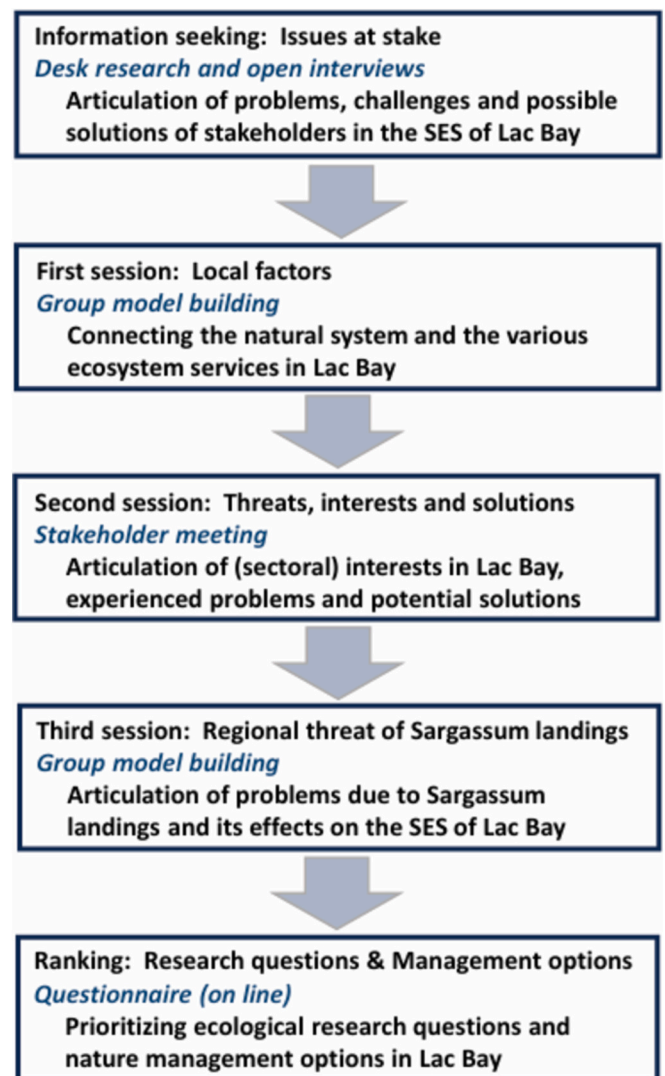 Information seeking: Issues at stake
Desk research and open interviews
Articulation of problems, challenges and possible
solutions of stakeholders in the SES of Lac Bay
First session: Local factors
Group model building
Connecting the natural system and the various
ecosystem services in Lac Bay
Second session: Threats, interests and solutions
Stakeholder meeting
Articulation of (sectoral) interests in Lac Bay,
experienced problems and potential solutions
Third session: Regional threat of Sargassum landings
Group model building
Articulation of problems due to Sargassum
landings and its effects on the SES of Lac Bay
Ranking: Research questions & Management options
Questionnaire (on line)
Prioritizing ecological research questions and
nature management options in Lac Bay